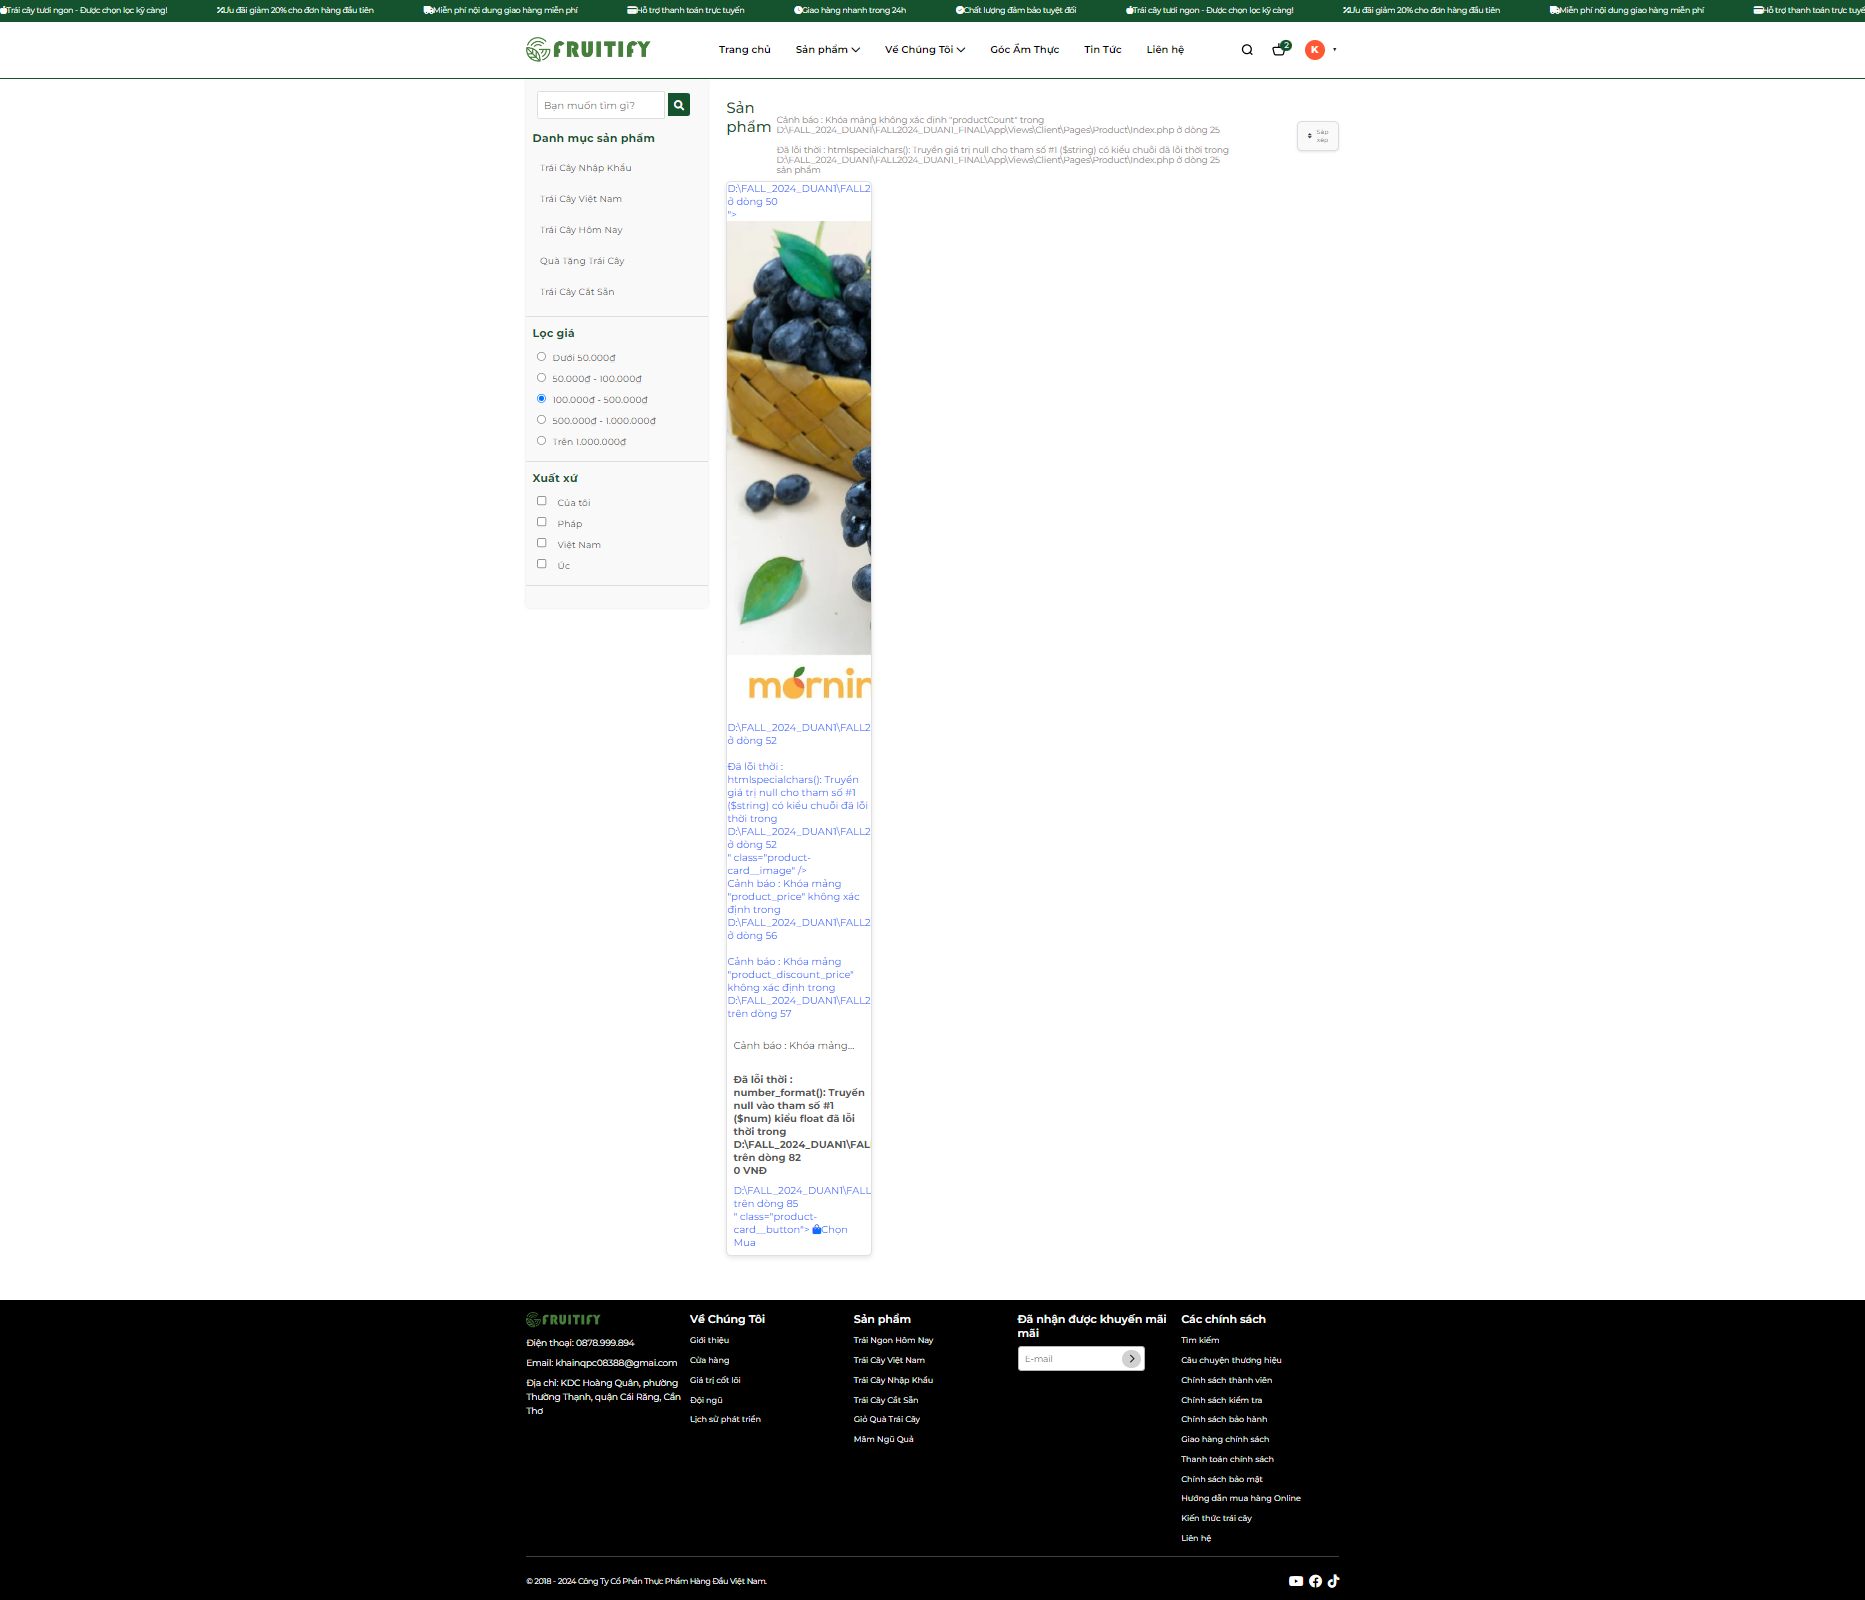 Trái cây tươi ngon - Được chọn lọc kỹ càng! Ưu đãi giảm 20% cho đơn hàng đầu tiên Miễn phí nội dung giao hàng miễn phí Hỗ trợ thanh toán trực tuyến Giao hàng nhanh trong 24h Chất lượng đảm bảo tuyệt đối Trái cây tươi ngon - Được chọn lọc kỹ càng! Ưu đãi giảm 20% cho đơn hàng đầu tiên Miễn phí nội dung giao hàng miễn phí Hỗ trợ thanh toán trực tuyế
FRUITIFY Trang chủ Sản phẩm Về Chúng Tôi Góc Ẩm Thực Tin Tức Liên hệ 2 K
Bạn muốn tìm gì?
Danh mục sản phẩm
Trái Cây Nhập Khẩu
Trái Cây Việt Nam
Trái Cây Hôm Nay
Quà Tặng Trái Cây
Trái Cây Cắt Sẵn
Lọc giá
Dưới 50.000₫
50.000₫ - 100.000₫
100.000₫ - 500.000₫
500.000₫ - 1.000.000₫
Trên 1.000.000₫
Xuất xứ
Của tôi
Pháp
Việt Nam
Úc
Sản
phẩm
Cảnh báo : Khóa mảng không xác định "productCount" trong
D:\FALL_2024_DUAN1\FALL2024_DUAN1_FINAL\App\Views\Client\Pages\Product\Index.php ở dòng 25
Đã lỗi thời : htmlspecialchars(): Truyền giá trị null cho tham số #1 ($string) có kiểu chuỗi đã lỗi thời trong
D:\FALL_2024_DUAN1\FALL2024_DUAN1_FINAL\App\Views\Client\Pages\Product\Index.php ở dòng 25
sản phẩm
Sắp
xếp
D:\FALL_2024_DUAN1\FALL2
ở dòng 50
">
mornin
D:\FALL_2024_DUAN1\FALL2
ở dòng 52
Đã lỗi thời :
htmlspecialchars(): Truyền
giá trị null cho tham số #1
($string) có kiểu chuỗi đã lỗi
thời trong
D:\FALL_2024_DUAN1\FALL2
ở dòng 52
" class="product-
card__image" />
Cảnh báo : Khóa mảng
"product_price" không xác
định trong
D:\FALL_2024_DUAN1\FALL2
ở dòng 56
Cảnh báo : Khóa mảng
"product_discount_price"
không xác định trong
D:\FALL_2024_DUAN1\FALL2
trên dòng 57
Cảnh báo : Khóa mảng...
Đã lỗi thời :
number_format(): Truyền
null vào tham số #1
($num) kiểu float đã lỗi
thời trong
D:\FALL_2024_DUAN1\FAL
trên dòng 82
0 VNĐ
D:\FALL_2024_DUAN1\FALL
trên dòng 85
" class="product-
card__button"> Chọn
Mua
FRUITIFY
Điện thoại: 0878.999.894
Email: khainqpc08388@gmai.com
Địa chỉ: KDC Hoàng Quân, phường
Thường Thạnh, quận Cái Răng, Cần
Thơ
Về Chúng Tôi
Giới thiệu
Cửa hàng
Giá trị cốt lõi
Đội ngũ
Lịch sử phát triển
Sản phẩm
Trái Ngon Hôm Nay
Trái Cây Việt Nam
Trái Cây Nhập Khẩu
Trái Cây Cắt Sẵn
Giỏ Quà Trái Cây
Mâm Ngũ Quả
Đã nhận được khuyến mãi
mãi
E-mail
Các chính sách
Tìm kiếm
Câu chuyện thương hiệu
Chính sách thành viên
Chính sách kiểm tra
Chính sách bảo hành
Giao hàng chính sách
Thanh toán chính sách
Chính sách bảo mật
Hướng dẫn mua hàng Online
Kiến thức trái cây
Liên hệ
© 2018 - 2024 Công Ty Cổ Phần Thực Phẩm Hàng Đầu Việt Nam.